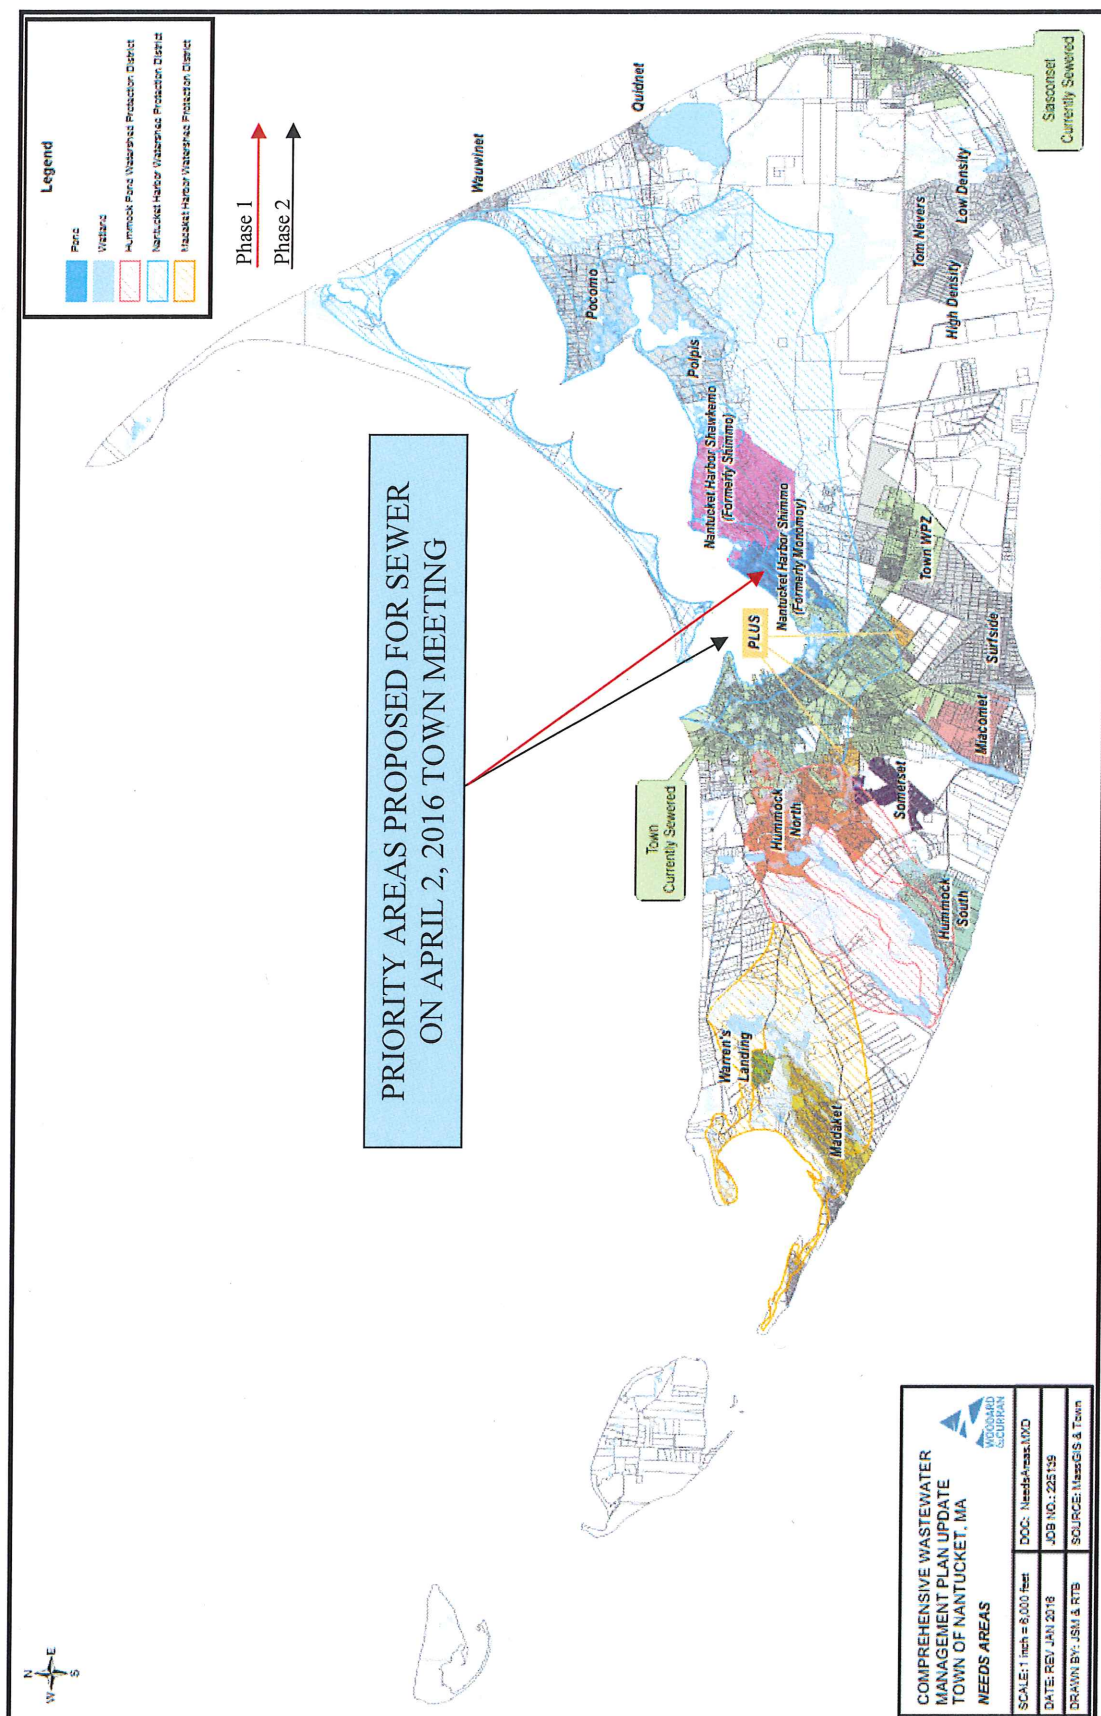 Legend
Pond
Wetland
Hummock Pond Watershed Protection District
Nantucket Harbor Watershed Protection District
Madaket Harbor Watershed Protection District
Phase 1
Phase 2
PRIORITY AREAS PROPOSED FOR SEWER
ON APRIL 2, 2016 TOWN MEETING
N
W
E
S
Wauwinet
Quidnet
Pocomo
Polpis
Nantucket Harbor Shawkemo
(Formerly Shimmo)
Nantucket Harbor Shimmo
(Formerly Monomoy)
PLUS
Town
Currently Sewered
Siasconset
Currently Sewered
Tom Nevers
Low Density
High Density
Town WPZ
Surfside
Miacomet
Somerset
Hummock
North
Hummock
South
Warren's
Landing
Madaket
COMPREHENSIVE WASTEWATER
MANAGEMENT PLAN UPDATE
TOWN OF NANTUCKET, MA
NEEDS AREAS
WOODARD
&CURRAN
SCALE: 1 inch = 6,000 feet
DOC: NeedsAreas.MXD
DATE: REV JAN 2016
JOB NO.: 225139
DRAWN BY: JSM & RTB
SOURCE: MassGIS & Town